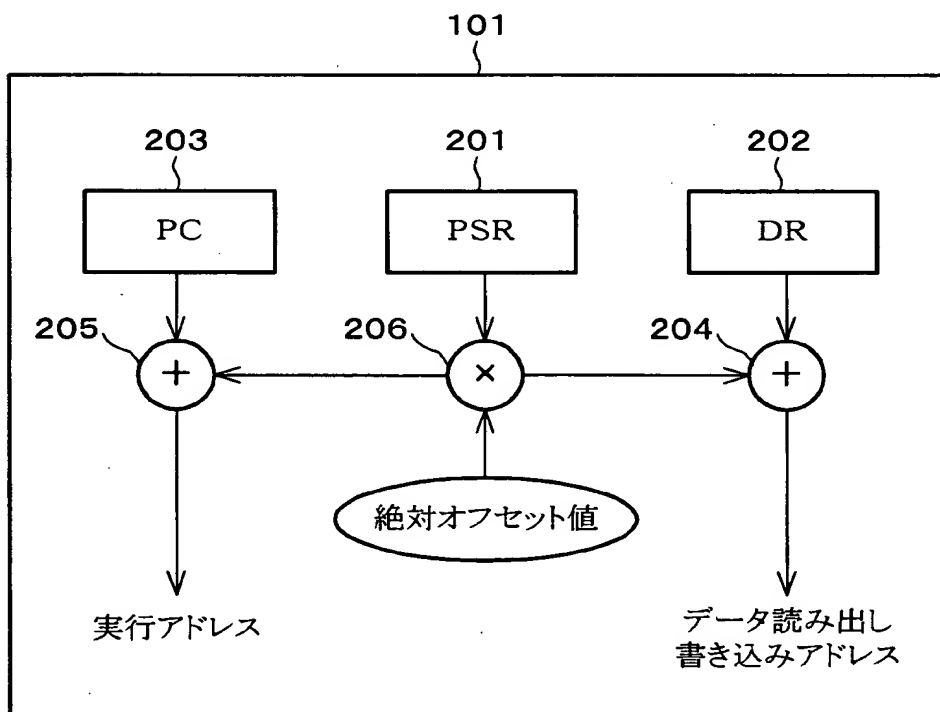 101
203
201
202
PC
PSR
DR
205
+
206
×
204
+
絶対オフセット値
実行アドレス
データ読み出し
書き込みアドレス